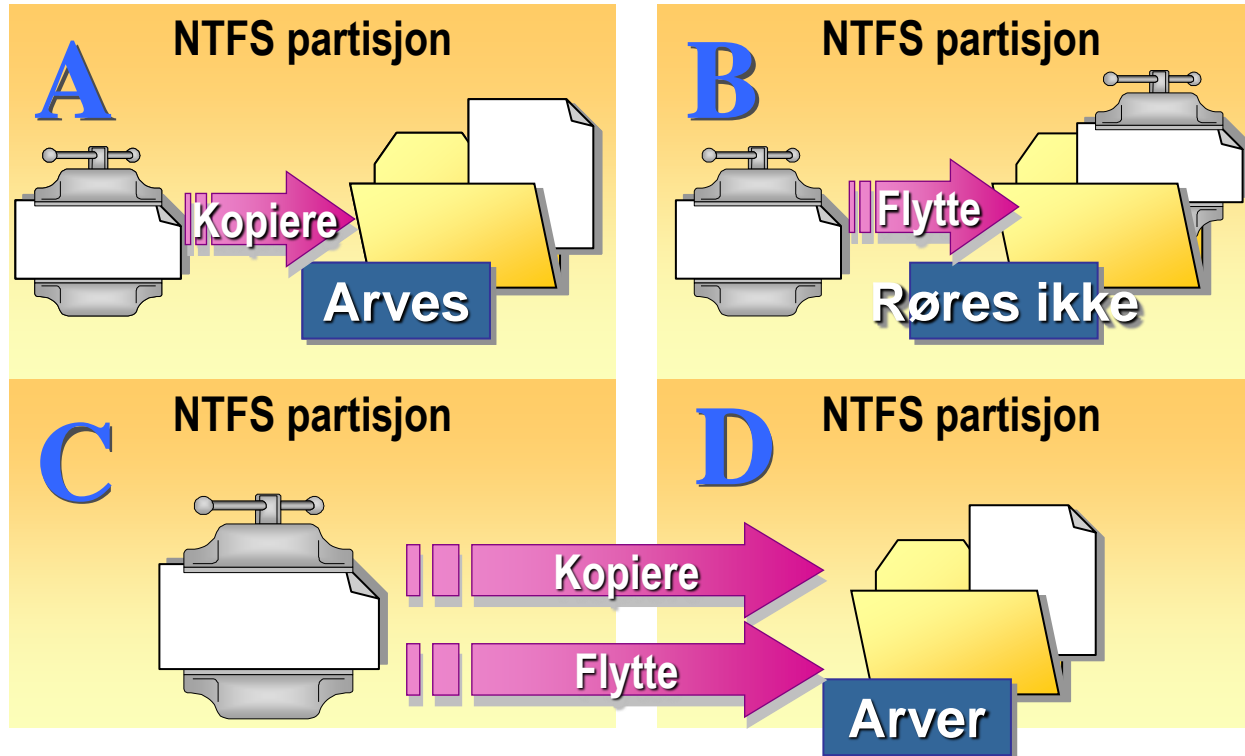 NTFS partisjon
A
Kopiere
Arves
NTFS partisjon
B
Flytte
Røres ikke
NTFS partisjon
C
NTFS partisjon
D
Kopiere
Flytte
Arver